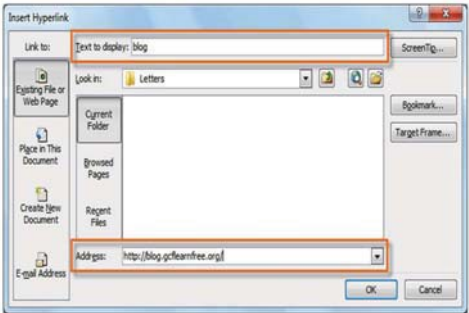 Insert Hyperlink
Link to:
Text to display: blog
ScreenTip...
Existing File or
Web Page
Look in:
Letters
Current
Folder
Bookmark...
Place in This
Document
Target Frame...
Browsed
Pages
Create New
Document
Recent
Files
E-mail Address
Address:
http://blog.gcflearnfree.org/
OK
Cancel